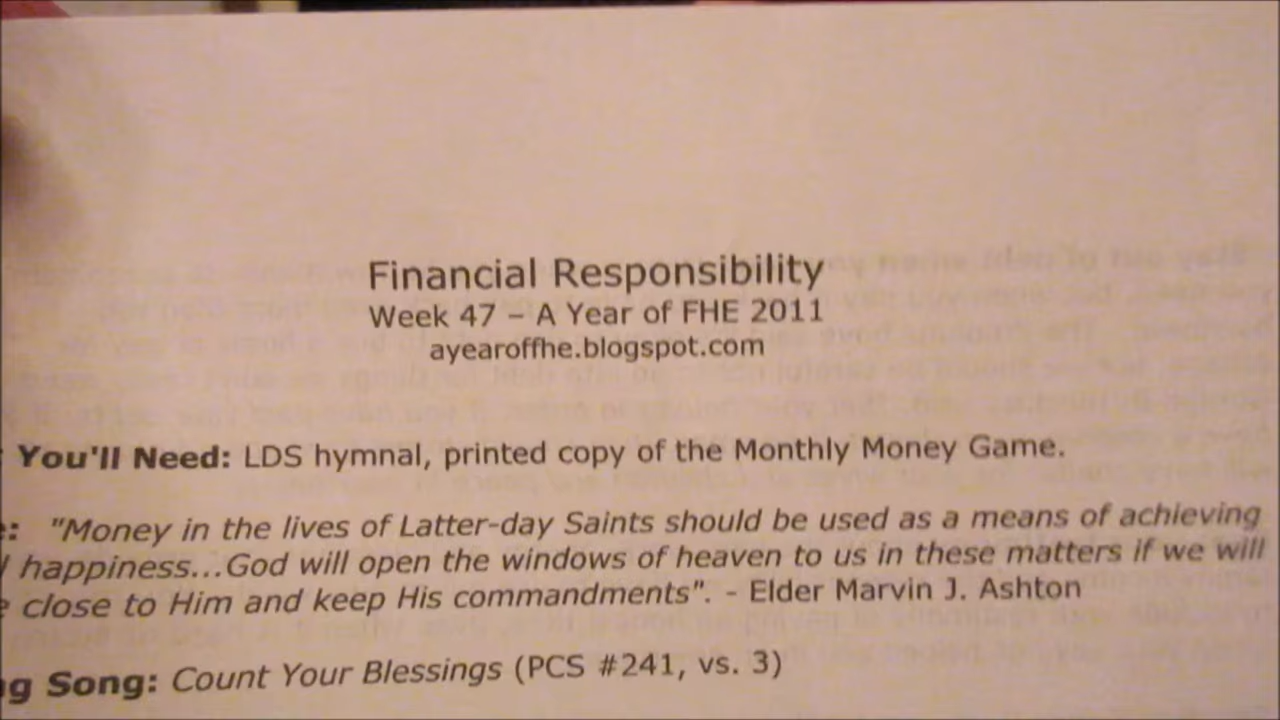 Financial Responsibility
Week 47 – A Year of FHE 2011
ayearoffhe.blogspot.com
You'll Need: LDS hymnal, printed copy of the Monthly Money Game.
"Money in the lives of Latter-day Saints should be used as a means of achieving
happiness...God will open the windows of heaven to us in these matters if we will
close to Him and keep His commandments". - Elder Marvin J. Ashton
Song: Count Your Blessings (PCS #241, vs. 3)